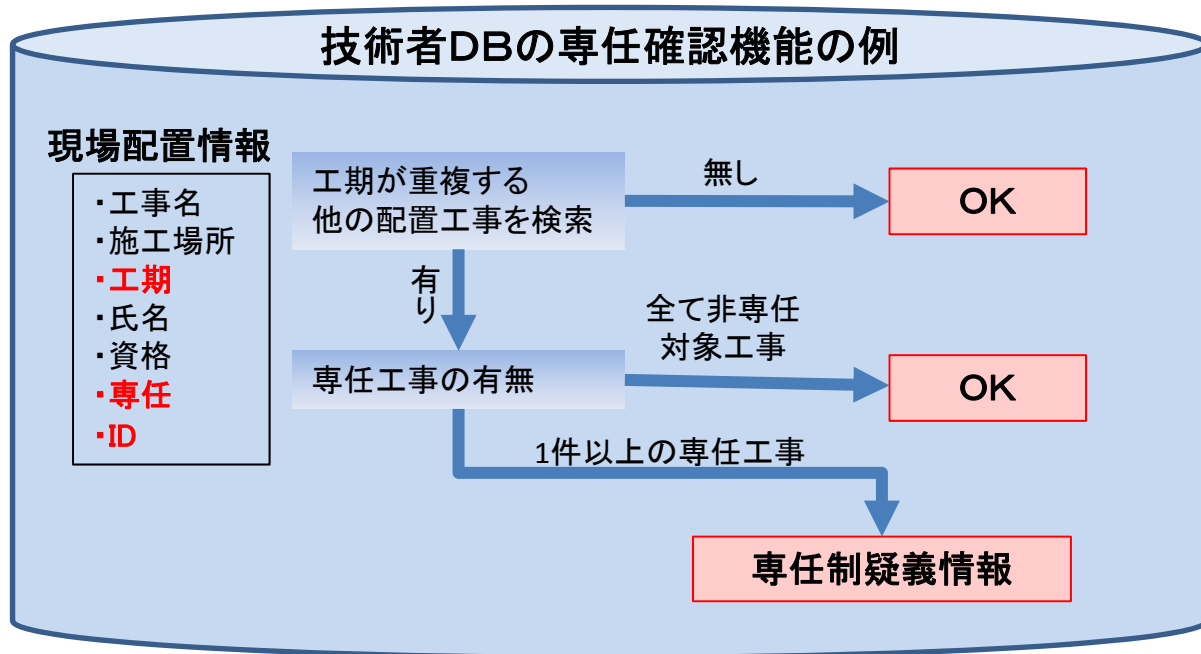 技術者DBの専任確認機能の例
現場配置情報
・工事名
・施工場所
・工期
・氏名
・資格
・専任
・ID
工期が重複する
他の配置工事を検索
無し
OK
有り
専任工事の有無
全て非専任
対象工事
OK
1件以上の専任工事
専任制疑義情報